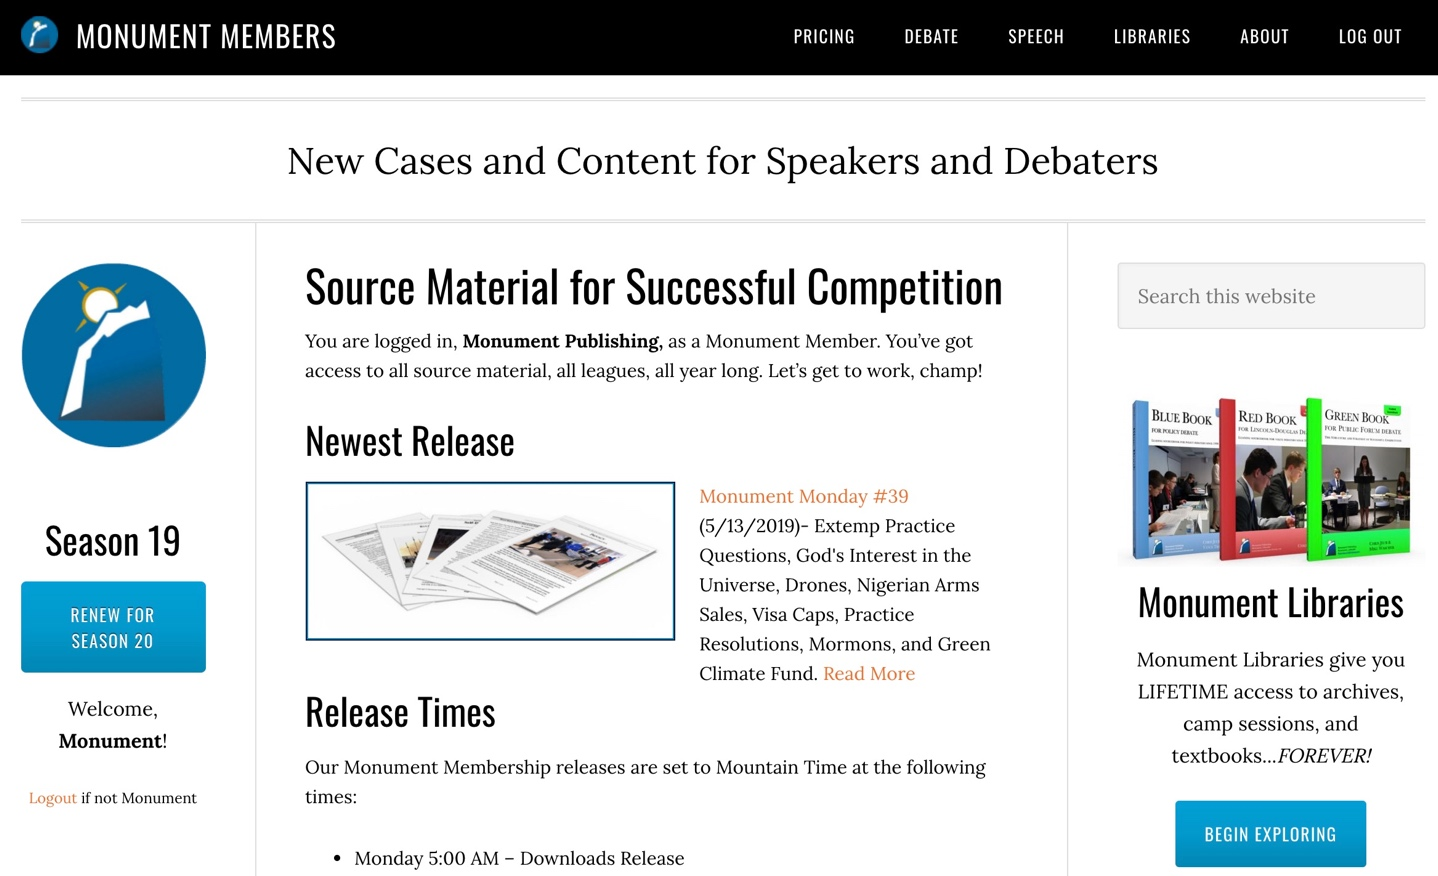 MONUMENT MEMBERS
PRICING DEBATE SPEECH LIBRARIES ABOUT LOG OUT
New Cases and Content for Speakers and Debaters
Season 19
RENEW FOR
SEASON 20
Welcome,
Monument!
Logout if not Monument
Source Material for Successful Competition
You are logged in, Monument Publishing, as a Monument Member. You’ve got
access to all source material, all leagues, all year long. Let’s get to work, champ!
Newest Release
Monument Monday #39
(5/13/2019)- Extemp Practice
Questions, God's Interest in the
Universe, Drones, Nigerian Arms
Sales, Visa Caps, Practice
Resolutions, Mormons, and Green
Climate Fund. Read More
Release Times
Our Monument Membership releases are set to Mountain Time at the following
times:
• Monday 5:00 AM – Downloads Release
Search this website
BLUE BOOK
FOR POLICY DEBATE
RED BOOK
FOR LINCOLN-DOUGLAS DE
GREEN BOOK
FOR PUBLIC FORUM DEBATE
Monument Libraries
Monument Libraries give you
LIFETIME access to archives,
camp sessions, and
textbooks...FOREVER!
BEGIN EXPLORING